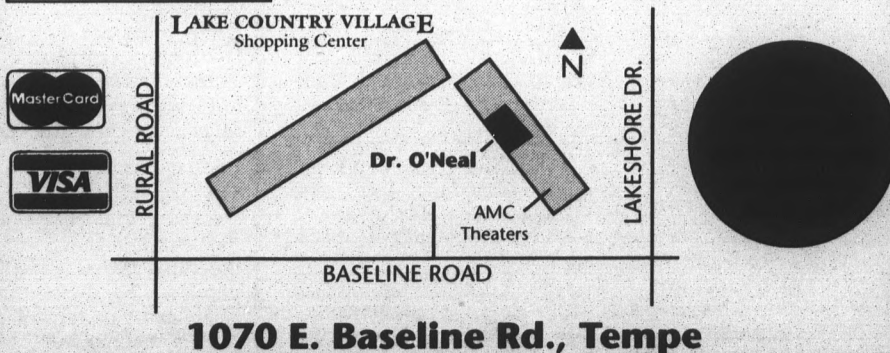 LAKE COUNTRY VILLAGE
Shopping Center
N
MasterCard
VISA
RURAL ROAD
LAKESHORE DR.
Dr. O'Neal
AMC
Theaters
BASELINE ROAD
1070 E. Baseline Rd., Tempe